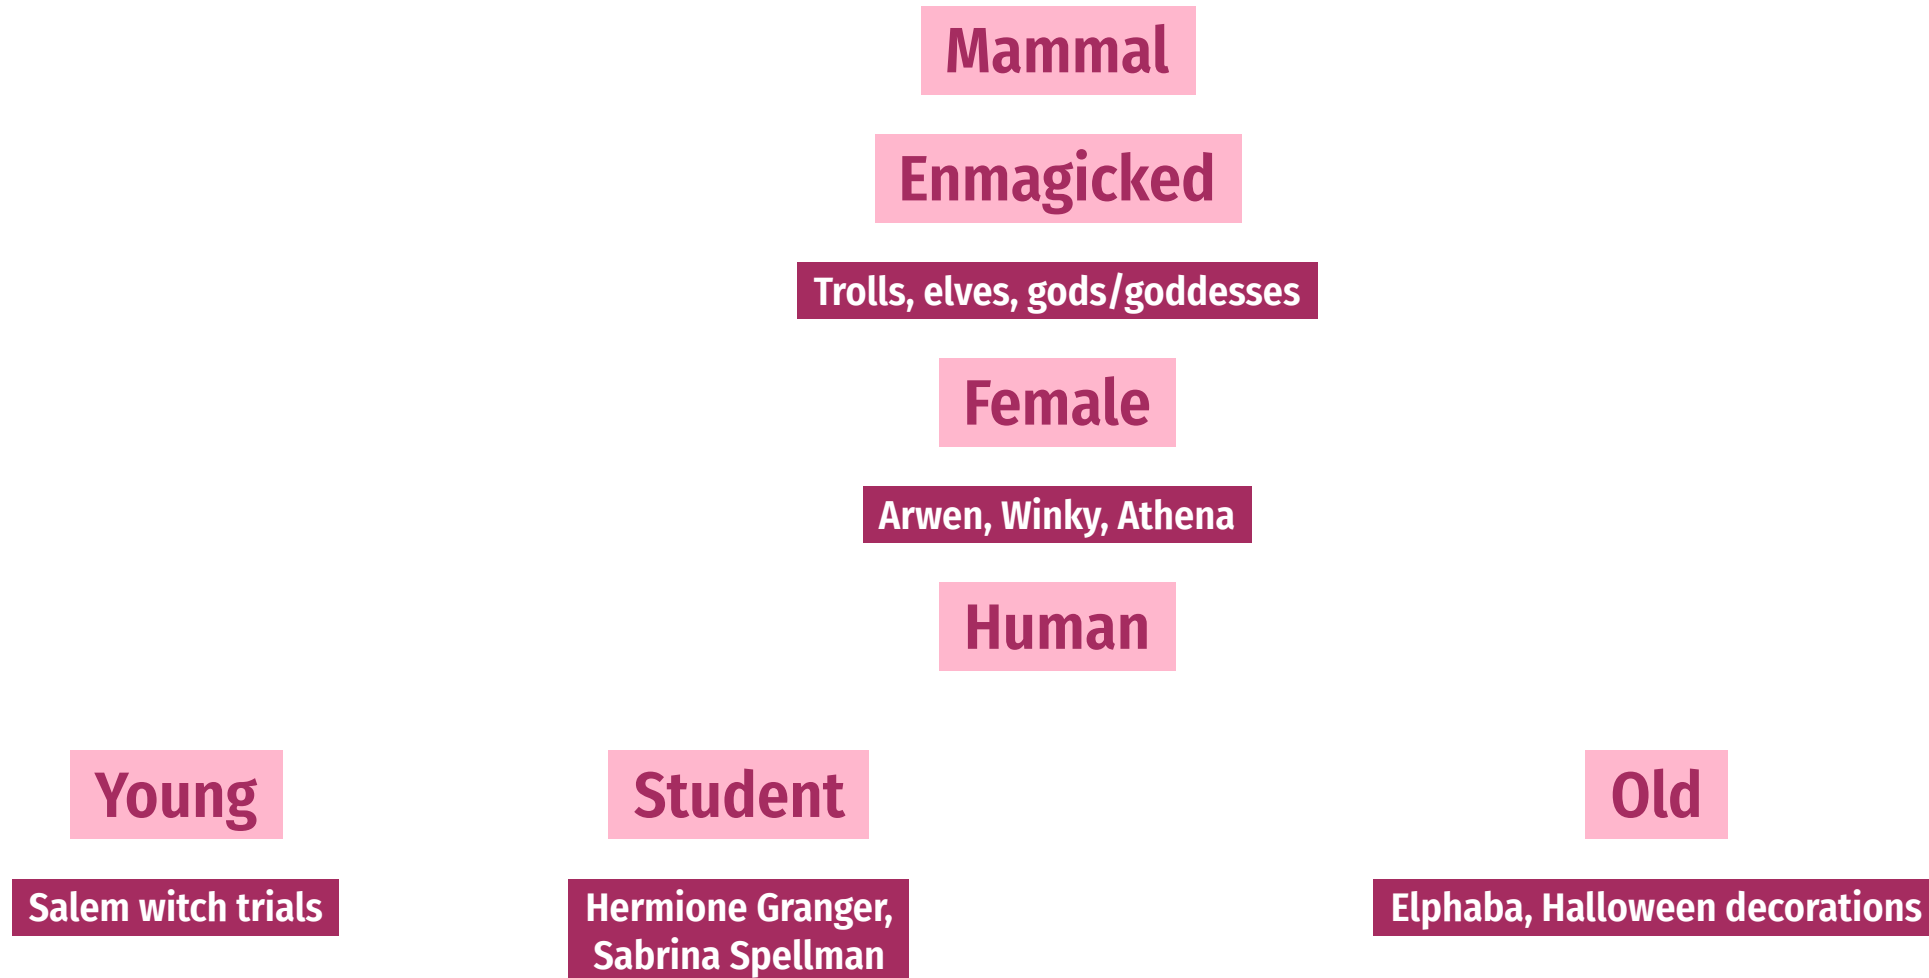 Mammal
Enmagicked
Trolls, elves, gods/goddesses
Female
Arwen, Winky, Athena
Human
Young
Student
Old
Salem witch trials
Hermione Granger,
Sabrina Spellman
Elphaba, Halloween decorations